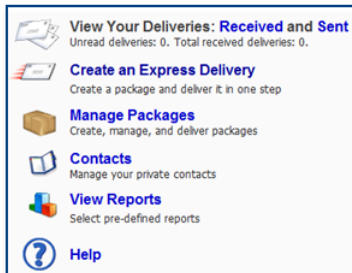 View Your Deliveries: Received and Sent
Unread deliveries: 0. Total received deliveries: 0.
Create an Express Delivery
Create a package and deliver it in one step
Manage Packages
Create, manage, and deliver packages
Contacts
Manage your private contacts
View Reports
Select pre-defined reports
Help